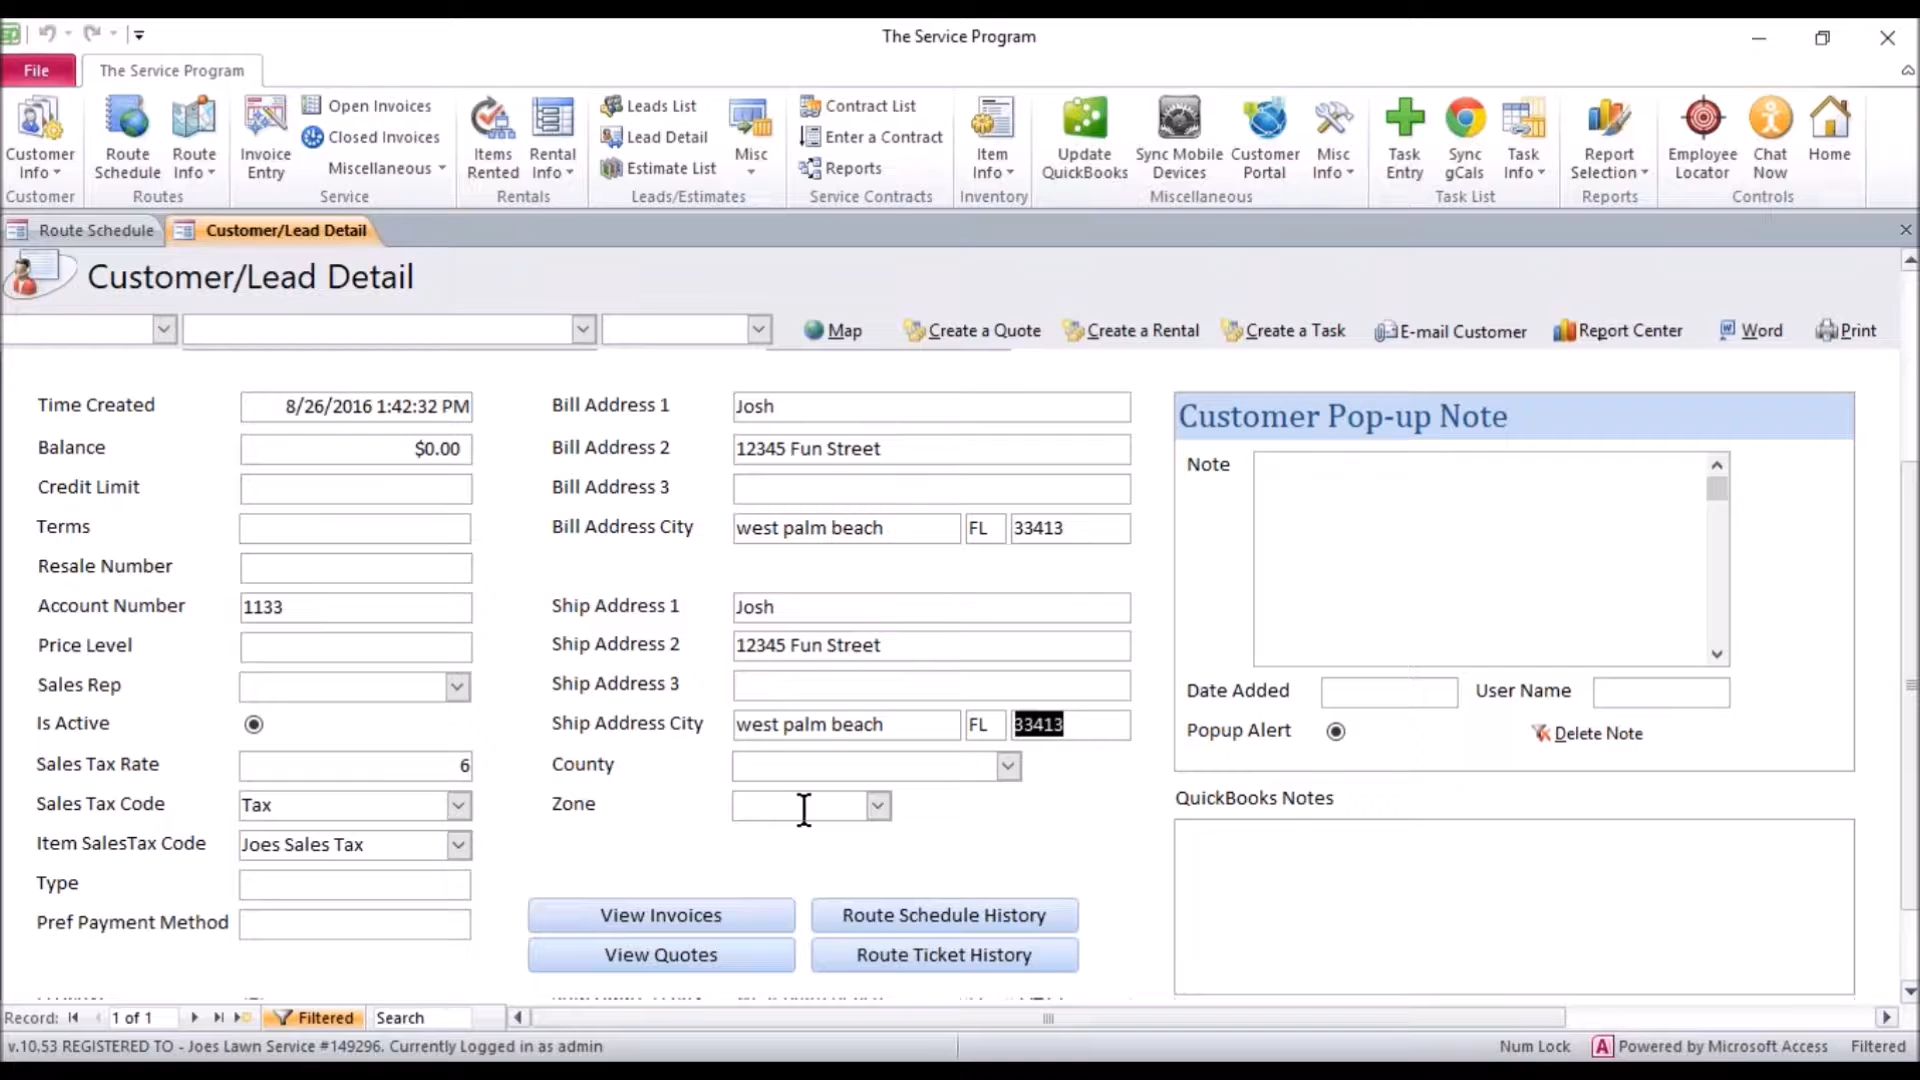 The Service Program
File
The Service Program
Customer Info
Customer
Route Schedule
Route Info
Routes
Invoice Entry
Open Invoices
Closed Invoices
Miscellaneous
Service
Items Rented
Rental Info
Rentals
Leads List
Lead Detail
Estimate List
Misc
Leads/Estimates
Contract List
Enter a Contract
Reports
Service Contracts
Item Info
Inventory
Update QuickBooks
Sync Mobile Devices
Customer Portal
Misc Info
Miscellaneous
Task Entry
Sync gCals
Task Info
Task List
Report Selection
Reports
Employee Locator
Chat Now
Home
Controls
Route Schedule
Customer/Lead Detail
Customer/Lead Detail
Map
Create a Quote
Create a Rental
Create a Task
E-mail Customer
Report Center
Word
Print
Time Created 8/26/2016 1:42:32 PM
Balance $0.00
Credit Limit
Terms
Resale Number
Account Number 1133
Price Level
Sales Rep
Is Active
Sales Tax Rate 6
Sales Tax Code Tax
Item SalesTax Code Joes Sales Tax
Type
Pref Payment Method
Bill Address 1 Josh
Bill Address 2 12345 Fun Street
Bill Address 3
Bill Address City west palm beach FL 33413
Ship Address 1 Josh
Ship Address 2 12345 Fun Street
Ship Address 3
Ship Address City west palm beach FL 33413
County
Zone
View Invoices
Route Schedule History
View Quotes
Route Ticket History
Customer Pop-up Note
Note
Date Added
User Name
Popup Alert
Delete Note
QuickBooks Notes
Record: 1 of 1 Filtered Search
v.10.53 REGISTERED TO - Joes Lawn Service #149296. Currently Logged in as admin
Num Lock
A Powered by Microsoft Access
Filtered